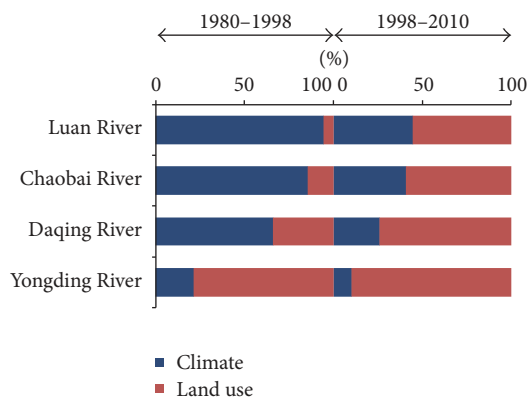 1980–1998 1998–2010
(%)
0 50 100 0 50 100
Luan River
Chaobai River
Daqing River
Yongding River
Climate
Land use